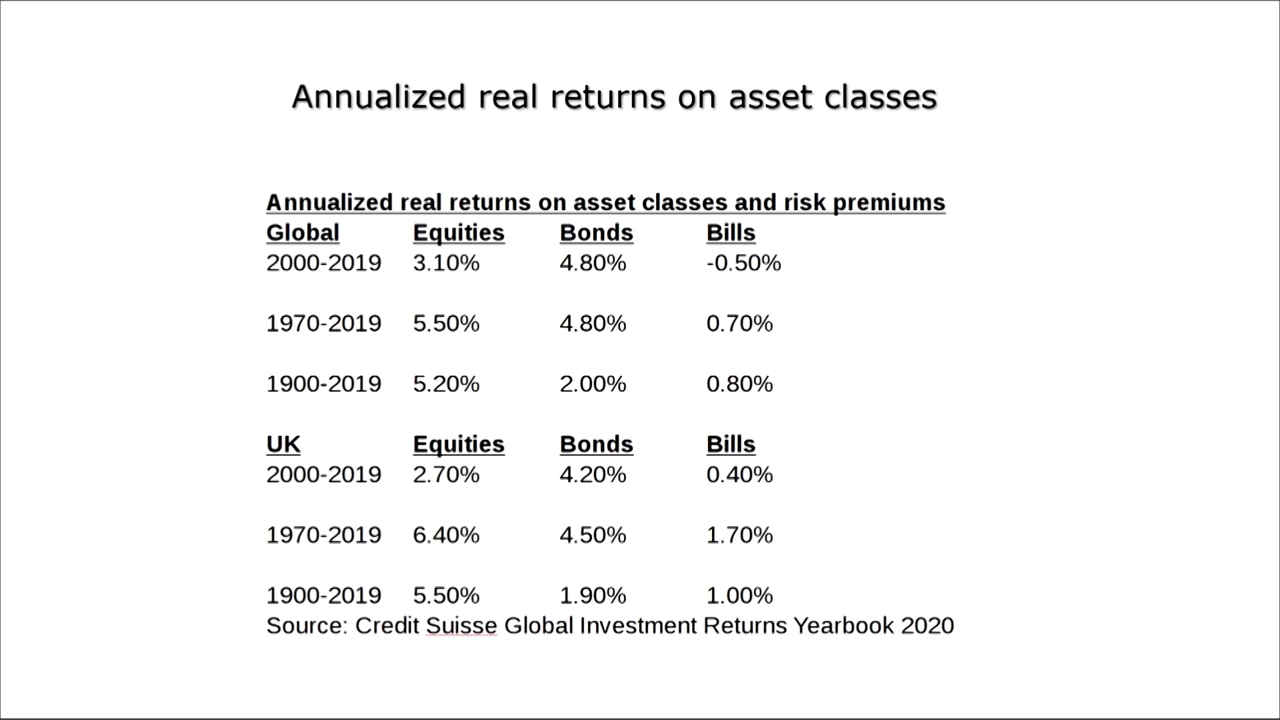 Annualized real returns on asset classes
Annualized real returns on asset classes and risk premiums
Global Equities Bonds Bills
2000-2019 3.10% 4.80% -0.50%
1970-2019 5.50% 4.80% 0.70%
1900-2019 5.20% 2.00% 0.80%
UK Equities Bonds Bills
2000-2019 2.70% 4.20% 0.40%
1970-2019 6.40% 4.50% 1.70%
1900-2019 5.50% 1.90% 1.00%
Source: Credit Suisse Global Investment Returns Yearbook 2020